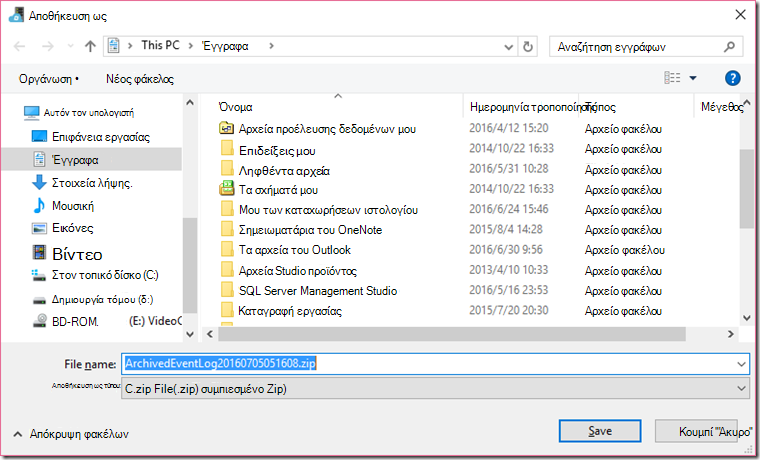 Αποθήκευση ως
This PC
Έγγραφα
Αναζήτηση εγγράφων
Οργάνωση
Νέος φάκελος
Αυτόν τον υπολογιστή
Επιφάνεια εργασίας
Έγγραφα
Στοιχεία λήψης.
Μουσική
Εικόνες
Βίντεο
Στον τοπικό δίσκο (C:)
Δημιουργία τόμου (δ:)
BD-ROM. (E:) VideoC
Όνομα Ημερομηνία τροποποίησης Τύπος Μέγεθος
Αρχεία προέλευσης δεδομένων μου 2016/4/12 15:20 Αρχείο φακέλου
Επιδείξεις μου 2014/10/22 16:33 Αρχείο φακέλου
Ληφθέντα αρχεία 2016/5/31 10:28 Αρχείο φακέλου
Τα σχήματά μου 2014/10/22 16:33 Αρχείο φακέλου
Μου των καταχωρήσεων ιστολογίου 2016/6/24 15:46 Αρχείο φακέλου
Σημειωματάρια του OneNote 2015/8/4 14:28 Αρχείο φακέλου
Τα αρχεία του Outlook 2016/6/30 9:56 Αρχείο φακέλου
Αρχεία Studio προϊόντος 2013/4/10 10:33 Αρχείο φακέλου
SQL Server Management Studio 2016/5/16 23:53 Αρχείο φακέλου
Καταγραφή εργασίας 2015/7/20 20:30 Αρχείο φακέλου
File name: ArchivedEventLog20160705051608.zip
Αποθήκευση ως τύπου: C.zip File(.zip) συμπιεσμένο Zip)
Απόκρυψη φακέλων
Save
Κουμπί "Άκυρο"